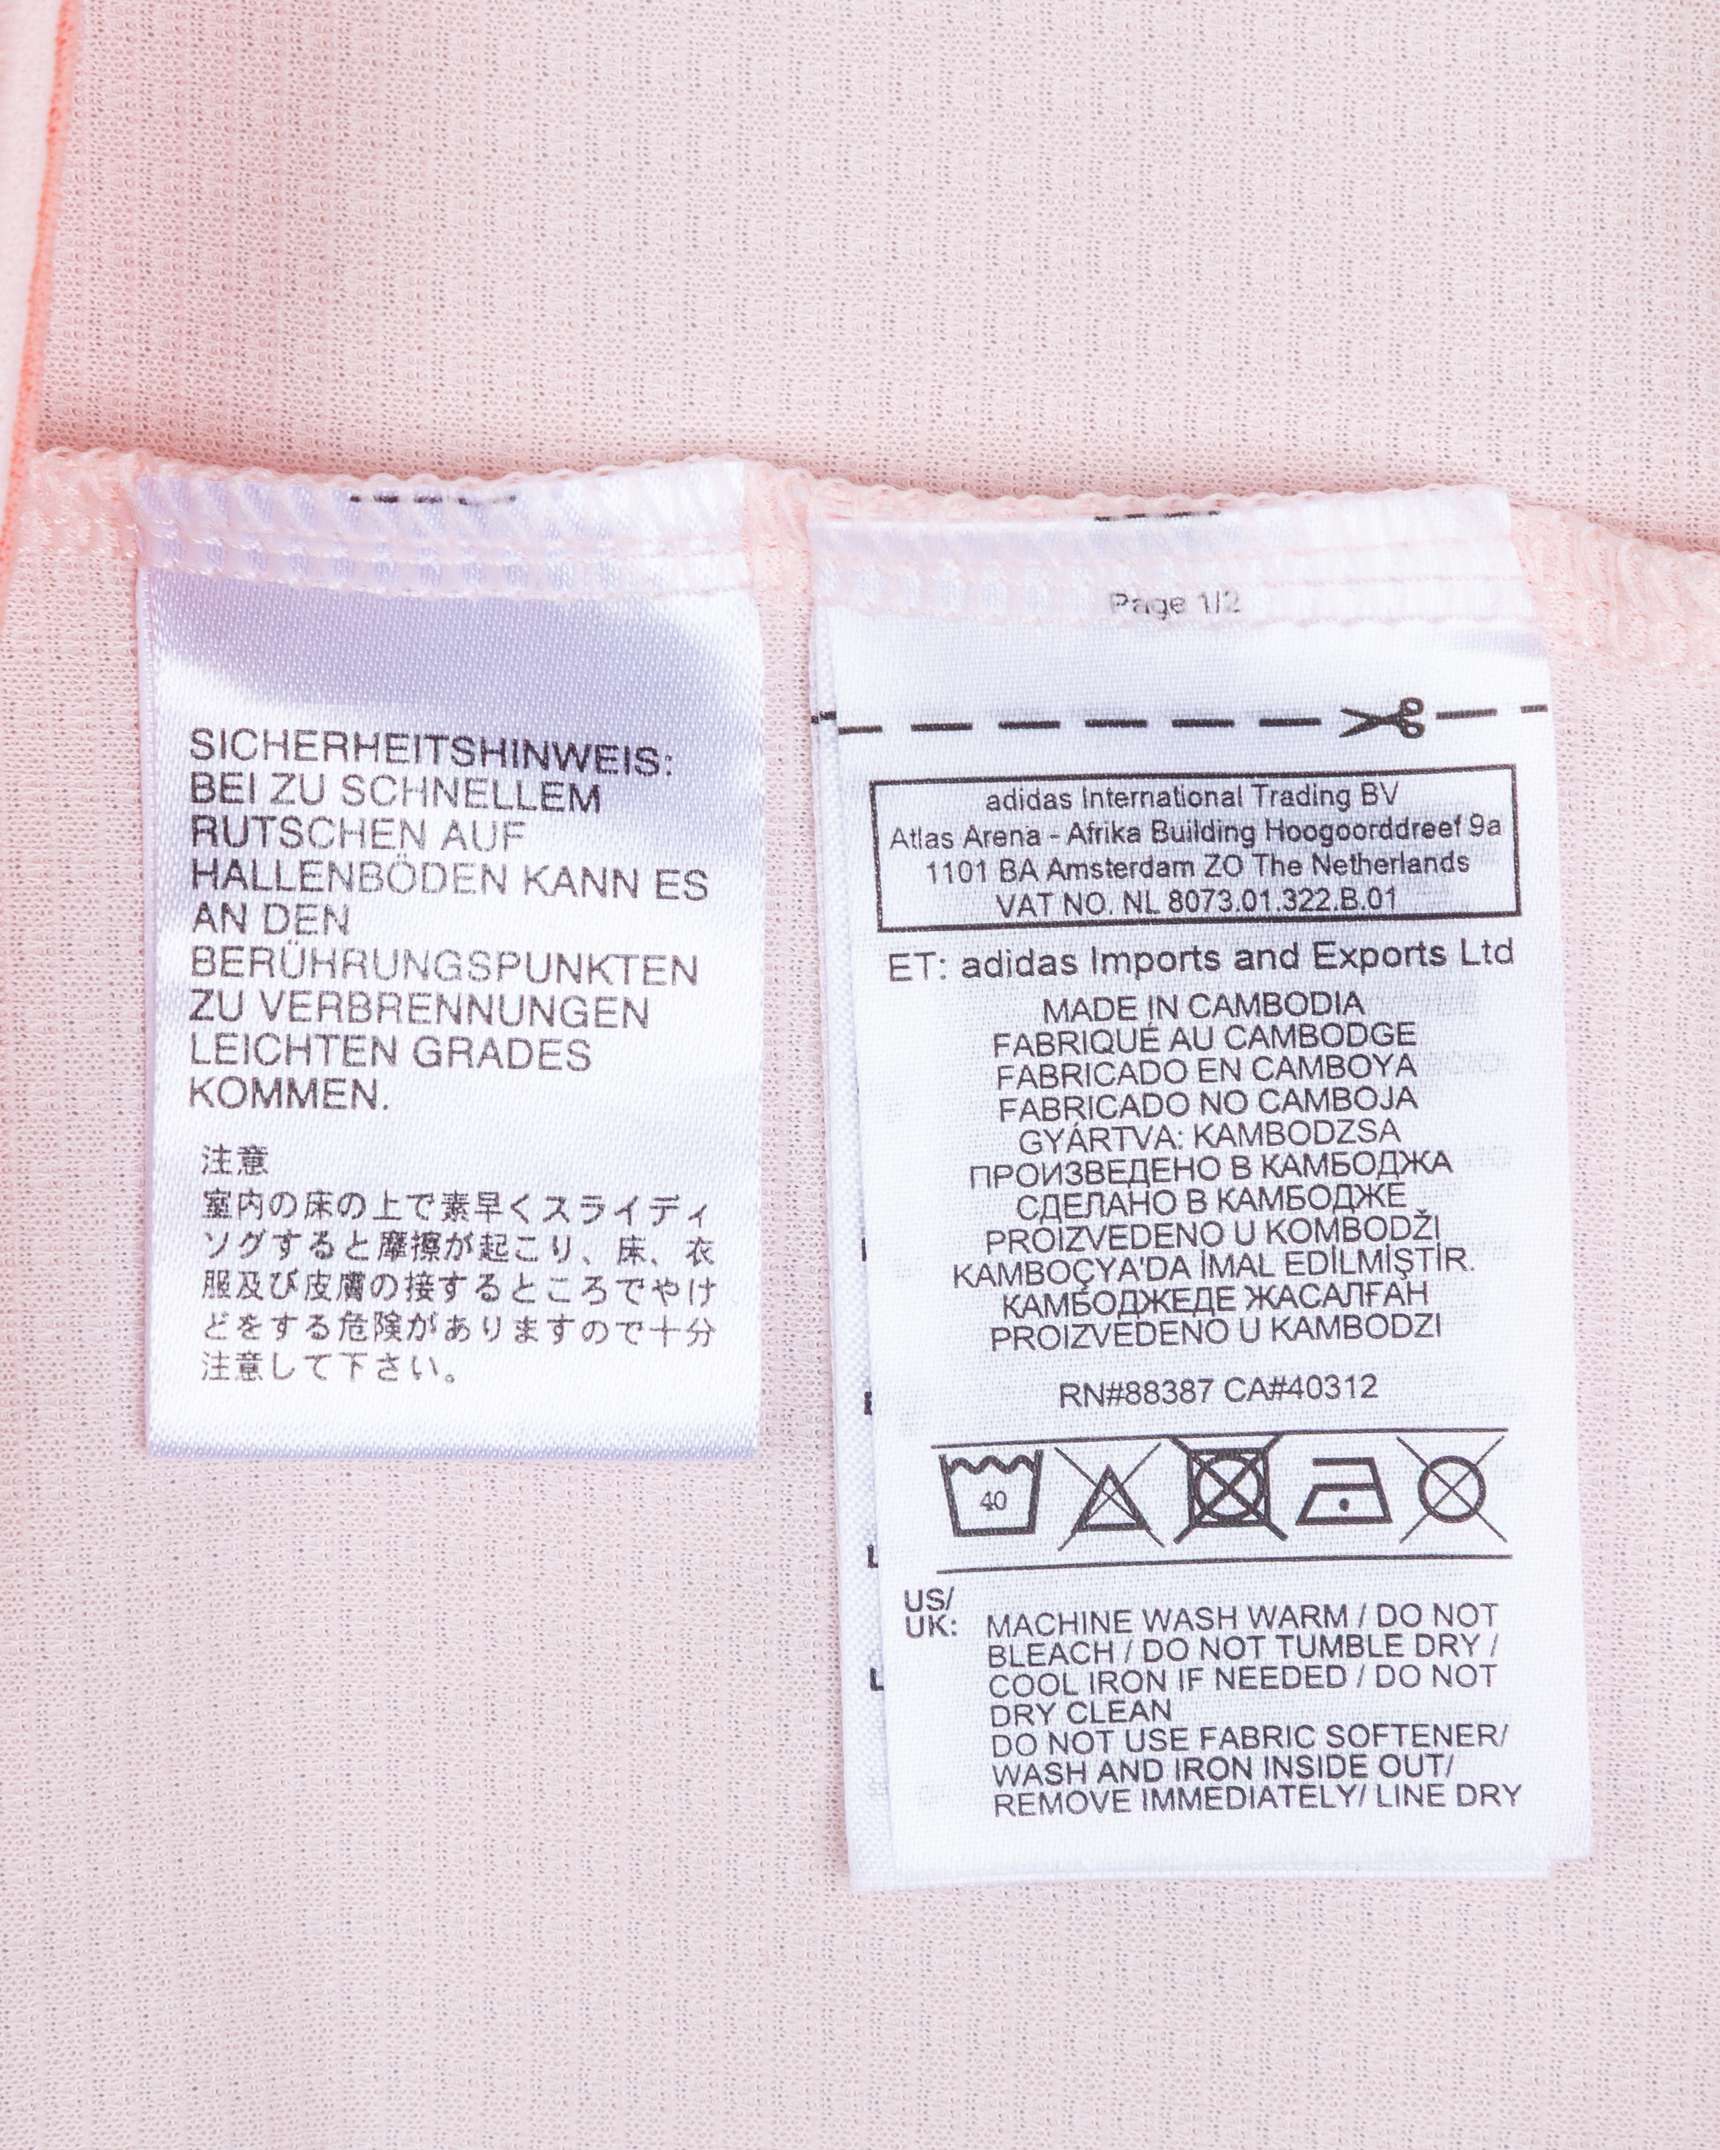 SICHERHEITSHINWEIS:
BEI ZU SCHNELLEM
RUTSCHEN AUF
HALLENBÖDEN KANN ES
AN DEN
BERÜHRUNGSPUNKTEN
ZU VERBRENNUNGEN
LEICHTEN GRADES
KOMMEN.
注意
室内の床の上で素早くスライディ
ングすると摩擦が起こり、床、衣
服及び皮膚の接するところでやけ
どをする危険がありますので十分
注意して下さい。
Page 1/2
adidas International Trading BV
Atlas Arena - Afrika Building Hoogoorddreef 9a
1101 BA Amsterdam ZO The Netherlands
VAT NO. NL 8073.01.322.B.01
ET: adidas Imports and Exports Ltd
MADE IN CAMBODIA
FABRIQUÉ AU CAMBODGE
FABRICADO EN CAMBOYA
FABRICADO NO CAMBOJA
GYÁRTVA: KAMBODZSA
ПРОИЗВЕДЕНО В КАМБОДЖА
СДЕЛАНО В КАМБОДЖЕ
PROIZVEDENO U KOMBODŽI
KAMBOÇYA'DA İMAL EDİLMİŞTİR.
КАМБОДЖЕДЕ ЖАСАЛҒАН
PROIZVEDENO U KAMBODZI
RN#88387 CA#40312
40
US/
UK: MACHINE WASH WARM / DO NOT
BLEACH / DO NOT TUMBLE DRY /
COOL IRON IF NEEDED / DO NOT
DRY CLEAN
DO NOT USE FABRIC SOFTENER/
WASH AND IRON INSIDE OUT/
REMOVE IMMEDIATELY/ LINE DRY